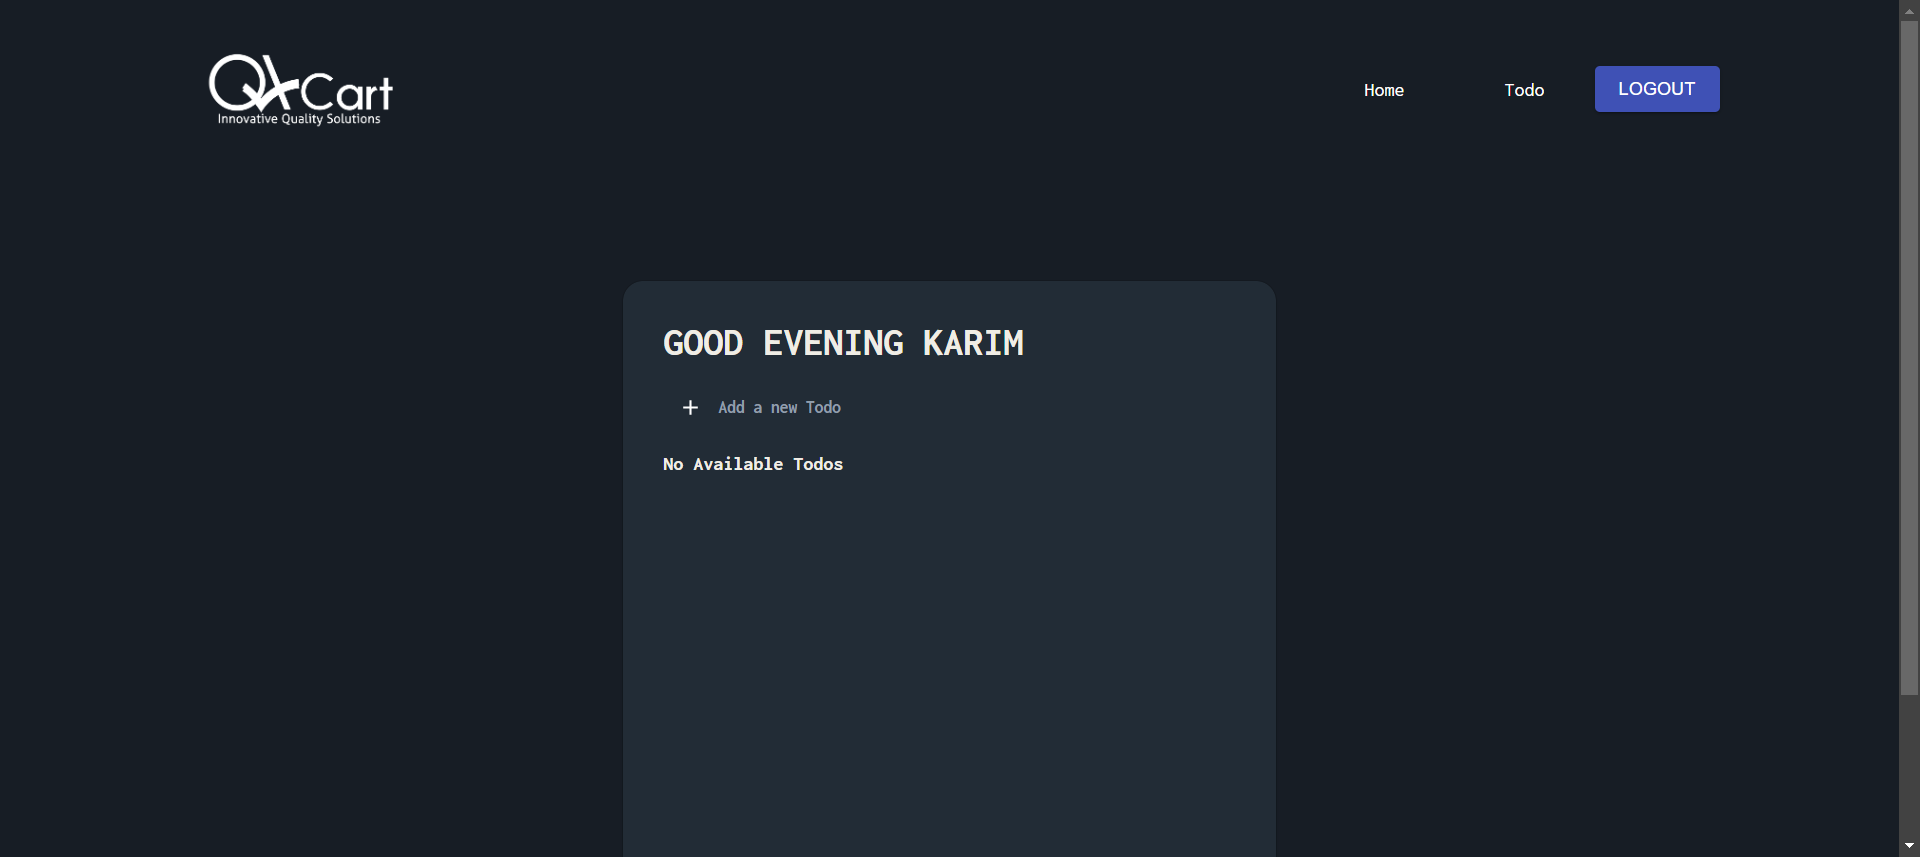 QACart
Innovative Quality Solutions
Home
Todo
LOGOUT
GOOD EVENING KARIM
Add a new Todo
No Available Todos